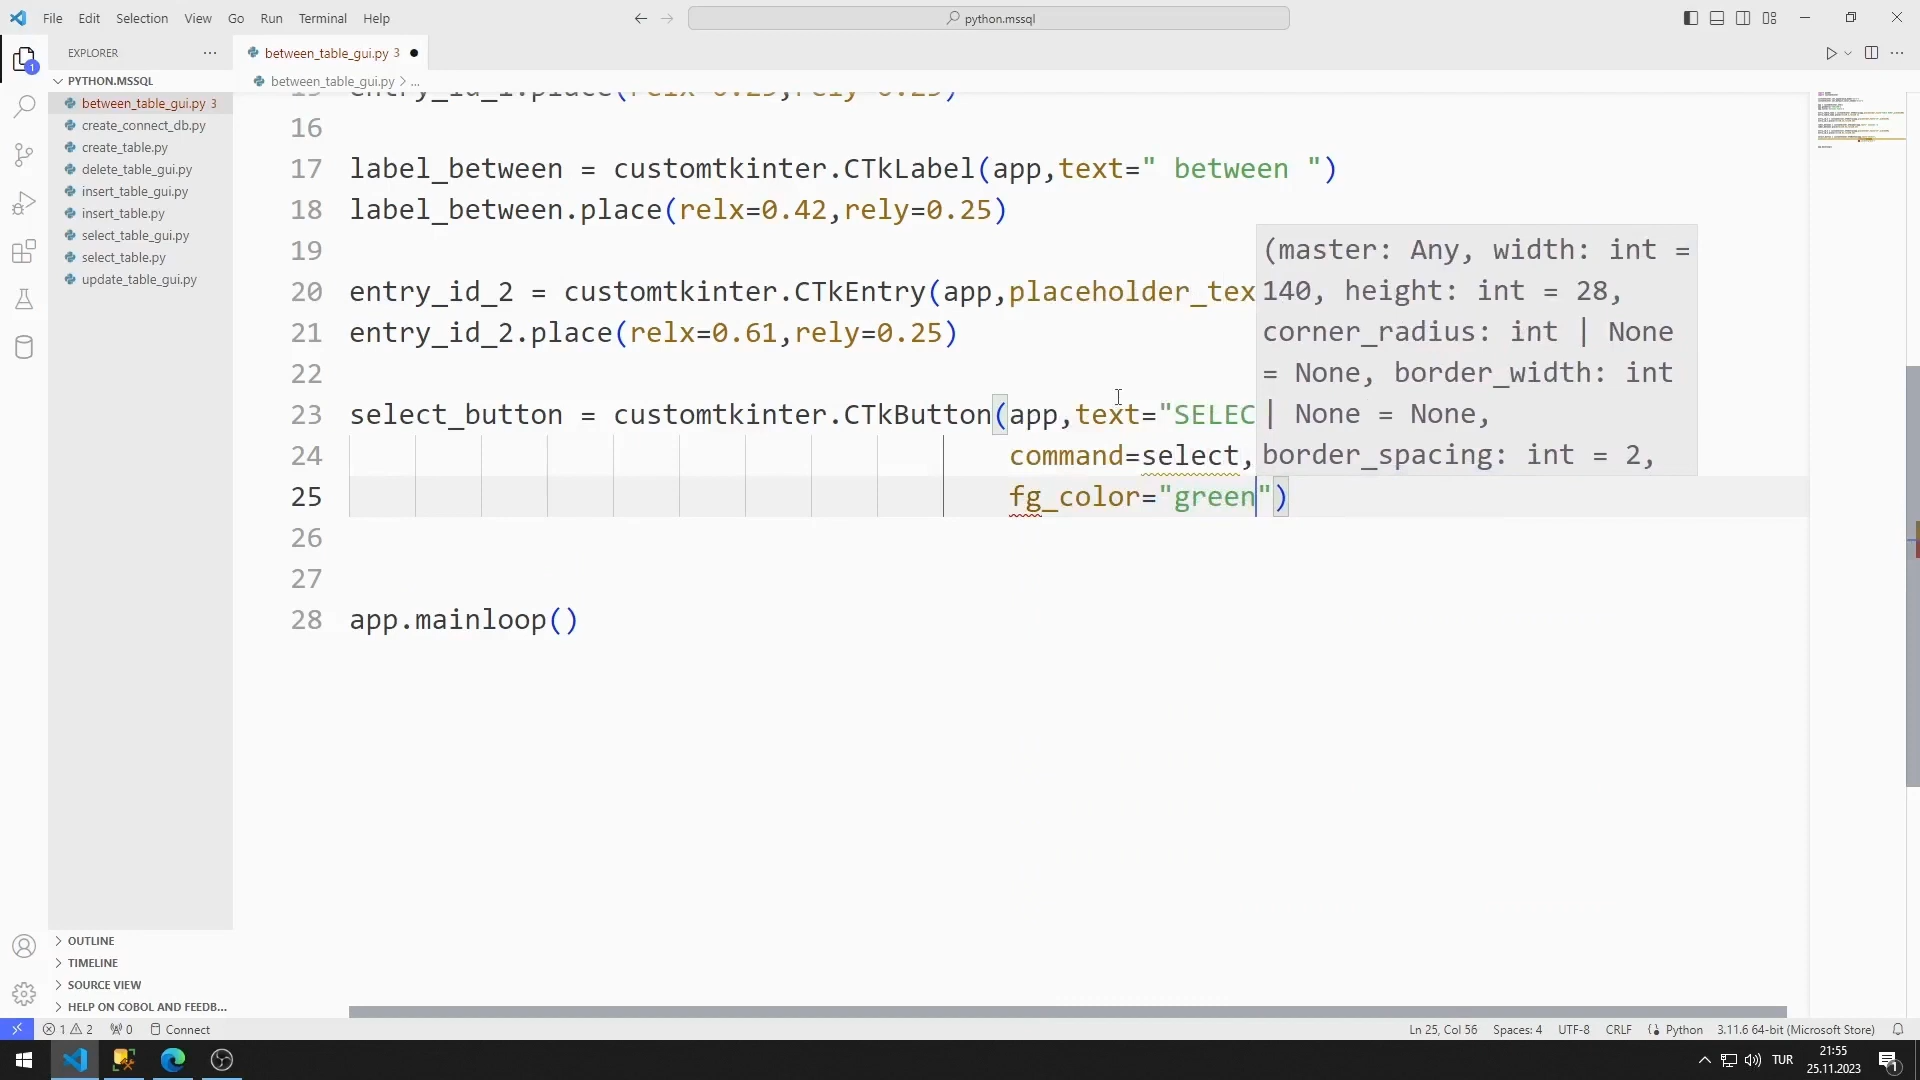 File Edit Selection View Go Run Terminal Help
python.mssql
EXPLORER
PYTHON.MSSQL
between_table_gui.py 3
create_connect_db.py
create_table.py
delete_table_gui.py
insert_table_gui.py
insert_table.py
select_table_gui.py
select_table.py
update_table_gui.py
OUTLINE
TIMELINE
SOURCE VIEW
HELP ON COBOL AND FEEDB...
between_table_gui.py 3
between_table_gui.py > ...
16
17 label_between = customtkinter.CTkLabel(app,text=" between ")
18 label_between.place(relx=0.42,rely=0.25)
19
20 entry_id_2 = customtkinter.CTkEntry(app,placeholder_tex
21 entry_id_2.place(relx=0.61,rely=0.25)
22
23 select_button = customtkinter.CTkButton(app,text="SELEC
24 command=select,
25 fg_color="green")
26
27
28 app.mainloop()
(master: Any, width: int =
140, height: int = 28,
corner_radius: int | None
= None, border_width: int
| None = None,
border_spacing: int = 2,
1 2 0 Connect
Ln 25, Col 56 Spaces: 4 UTF-8 CRLF Python 3.11.6 64-bit (Microsoft Store)
TUR
21:55
25.11.2023
1